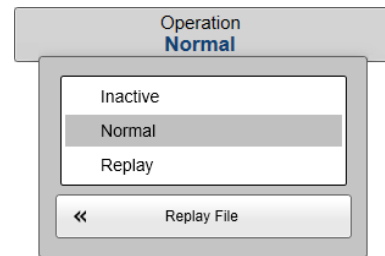 Operation
Normal
Inactive
Normal
Replay
« Replay File